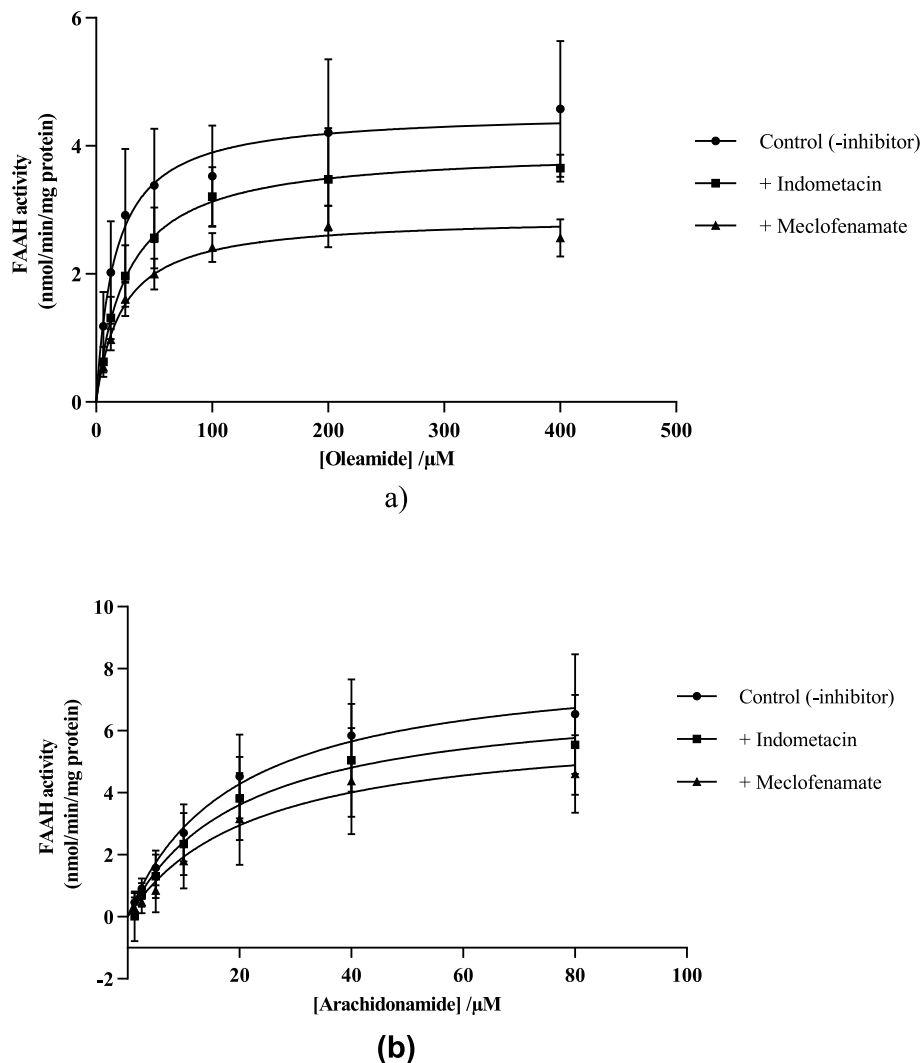 6
4
2
0
FAAH activity
(nmol/min/mg protein)
0 100 200 300 400 500
[Oleamide] /µM
Control (-inhibitor)
+ Indometacin
+ Meclofenamate
a)
10
8
6
4
2
0
-2
FAAH activity
(nmol/min/mg protein)
20 40 60 80 100
[Arachidonamide] /µM
Control (-inhibitor)
+ Indometacin
+ Meclofenamate
(b)